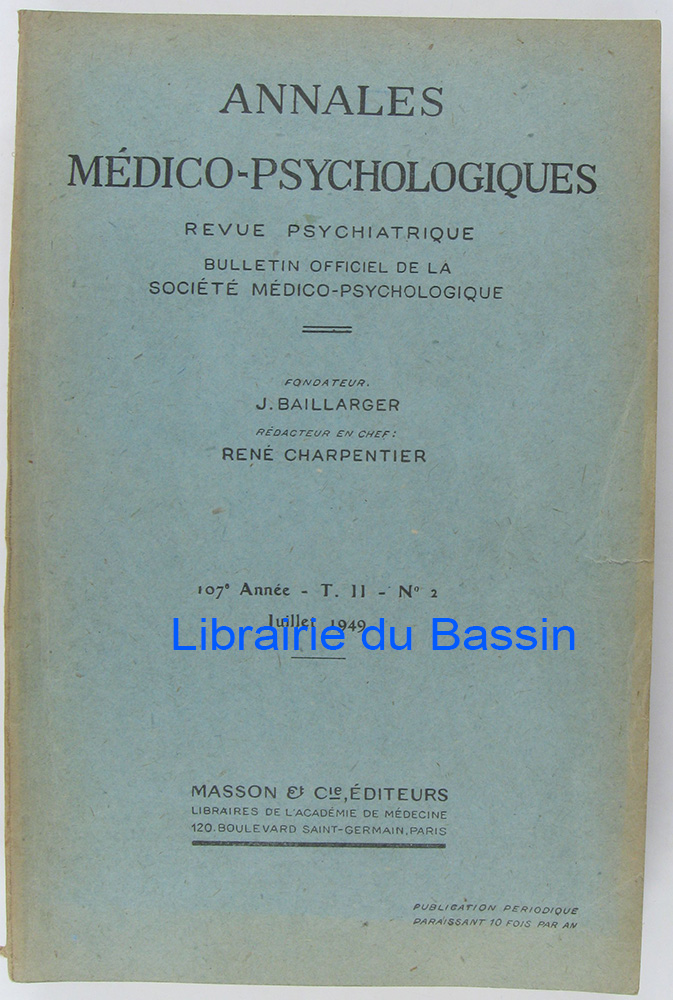 ANNALES
MÉDICO-PSYCHOLOGIQUES
REVUE PSYCHIATRIQUE
BULLETIN OFFICIEL DE LA
SOCIÉTÉ MÉDICO-PSYCHOLOGIQUE
FONDATEUR.
J. BAILLARGER
RÉDACTEUR EN CHEF:
RENÉ CHARPENTIER
107e Année - T. II - No 2
Juillet 1949
Librairie du Bassin
MASSON Et Cie, ÉDITEURS
LIBRAIRES DE L'ACADÉMIE DE MÉDECINE
120. BOULEVARD SAINT-GERMAIN, PARIS
PUBLICATION PERIODIQUE
PARAISSANT 10 FOIS PAR AN